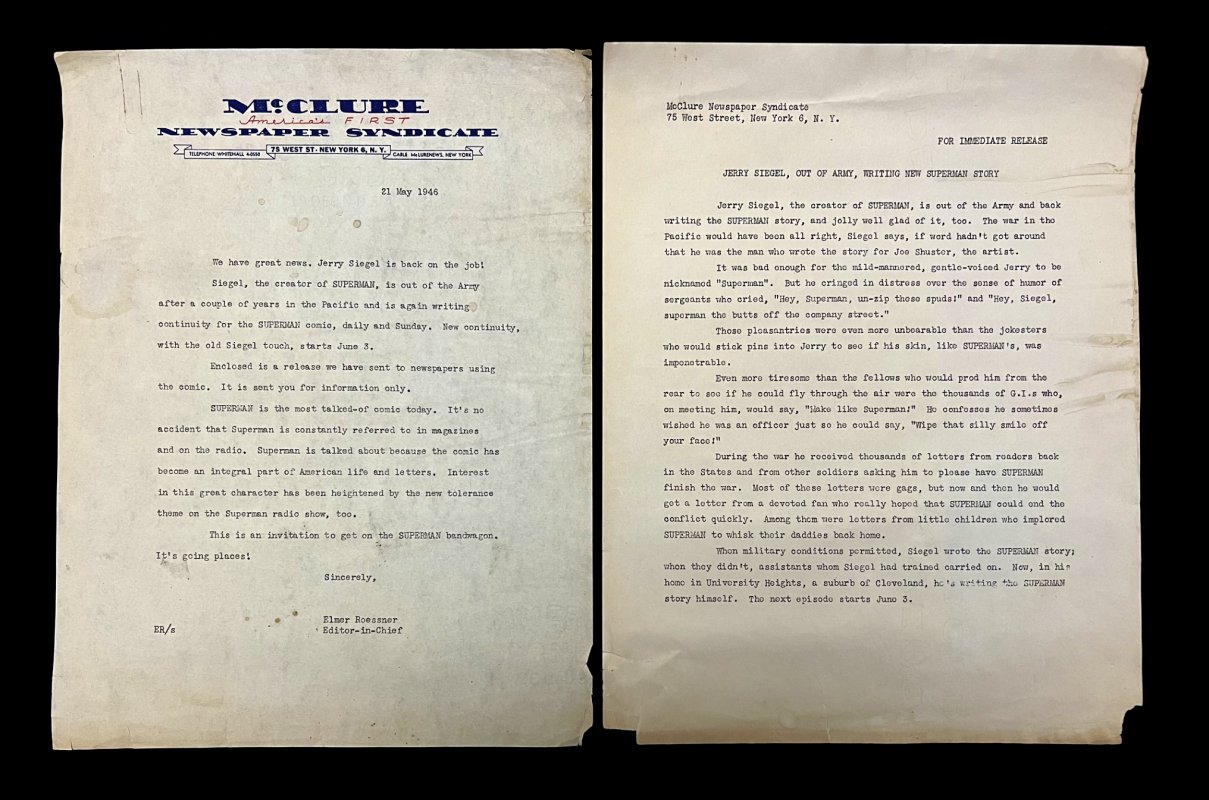 McCLURE
America's FIRST
NEWSPAPER SYNDICATE
TELEPHONE WHITEHALL 4-0550 75 WEST ST · NEW YORK 6, N. Y. CABLE McLURENEWS, NEW YORK
21 May 1946
We have great news. Jerry Siegel is back on the job!
Siegel, the creator of SUPERMAN, is out of the Army
after a couple of years in the Pacific and is again writing
continuity for the SUPERMAN comic, daily and Sunday. New continuity,
with the old Siegel touch, starts June 3.
Enclosed is a release we have sent to newspapers using
the comic. It is sent you for information only.
SUPERMAN is the most talked-of comic today. It's no
accident that Superman is constantly referred to in magazines
and on the radio. Superman is talked about because the comic has
become an integral part of American life and letters. Interest
in this great character has been heightened by the new tolerance
theme on the Superman radio show, too.
This is an invitation to get on the SUPERMAN bandwagon.
It's going places!
Sincerely,
Elmer Roessner
ER/s Editor-in-Chief
McClure Newspaper Syndicate
75 West Street, New York 6, N. Y.
FOR IMMEDIATE RELEASE
JERRY SIEGEL, OUT OF ARMY, WRITING NEW SUPERMAN STORY
Jerry Siegel, the creator of SUPERMAN, is out of the Army and back
writing the SUPERMAN story, and jolly well glad of it, too. The war in the
Pacific would have been all right, Siegel says, if word hadn't got around
that he was the man who wrote the story for Joe Shuster, the artist.
It was bad enough for the mild-mannered, gentle-voiced Jerry to be
nicknamed "Superman". But he cringed in distress over the sense of humor of
sergeants who cried, "Hey, Superman, un-zip those spuds!" and "Hey, Siegel,
superman the butts off the company street."
Those pleasantries were even more unbearable than the jokesters
who would stick pins into Jerry to see if his skin, like SUPERMAN's, was
impenetrable.
Even more tiresome than the fellows who would prod him from the
rear to see if he could fly through the air were the thousands of G.I.s who,
on meeting him, would say, "Make like Superman!" He confesses he sometimes
wished he was an officer just so he could say, "Wipe that silly smile off
your face!"
During the war he received thousands of letters from readers back
in the States and from other soldiers asking him to please have SUPERMAN
finish the war. Most of these letters were gags, but now and then he would
get a letter from a devoted fan who really hoped that SUPERMAN could end the
conflict quickly. Among them were letters from little children who implored
SUPERMAN to whisk their daddies back home.
When military conditions permitted, Siegel wrote the SUPERMAN story;
when they didn't, assistants whom Siegel had trained carried on. Now, in his
home in University Heights, a suburb of Cleveland, he's writing the SUPERMAN
story himself. The next episode starts June 3.